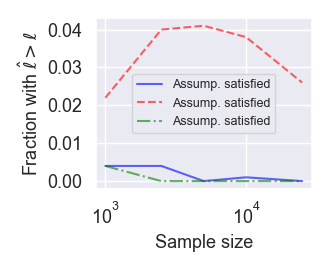 Fraction with ℓ̂ > ℓ
0.04
0.03
0.02
0.01
0.00
Assump. satisfied
Assump. satisfied
Assump. satisfied
10³
10⁴
Sample size